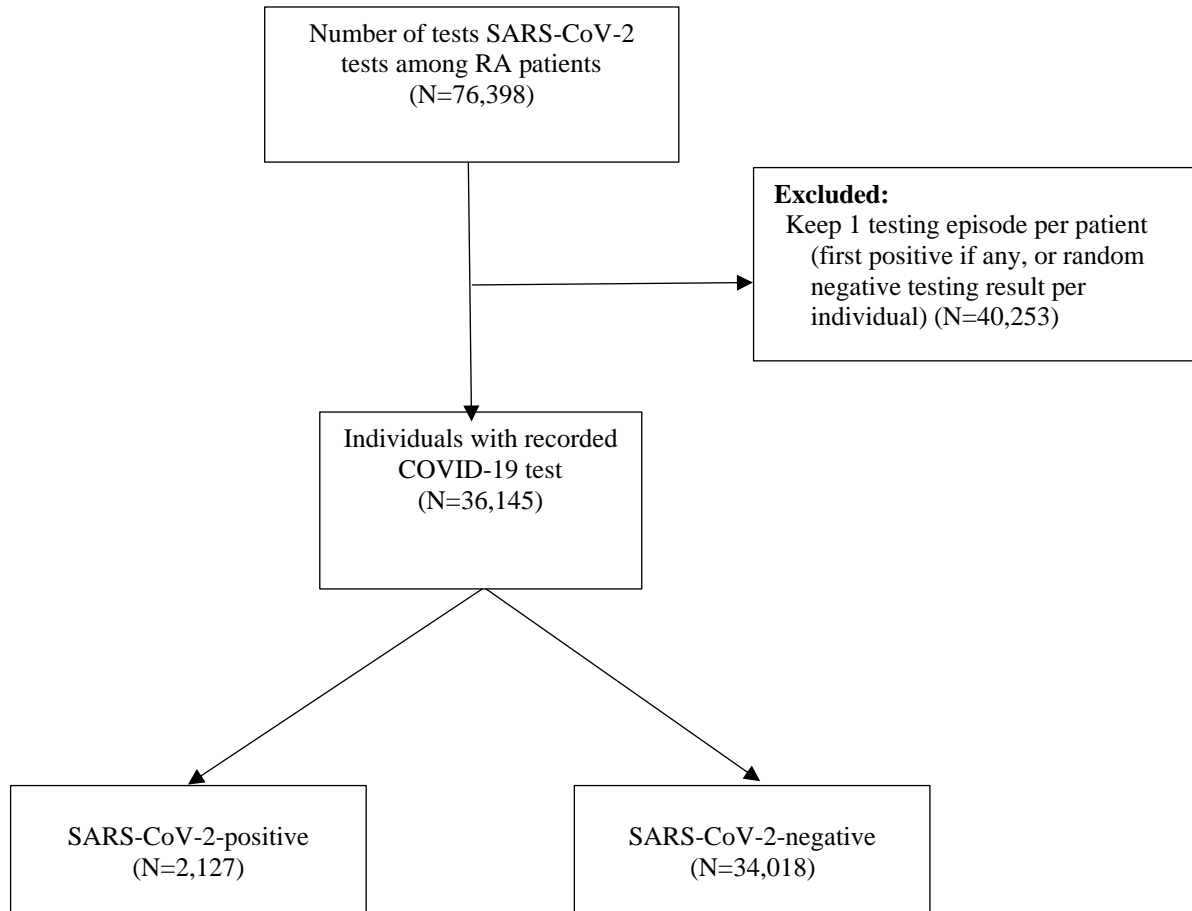 Number of tests SARS-CoV-2
tests among RA patients
(N=76,398)
Excluded:
Keep 1 testing episode per patient
(first positive if any, or random
negative testing result per
individual) (N=40,253)
Individuals with recorded
COVID-19 test
(N=36,145)
SARS-CoV-2-positive
(N=2,127)
SARS-CoV-2-negative
(N=34,018)